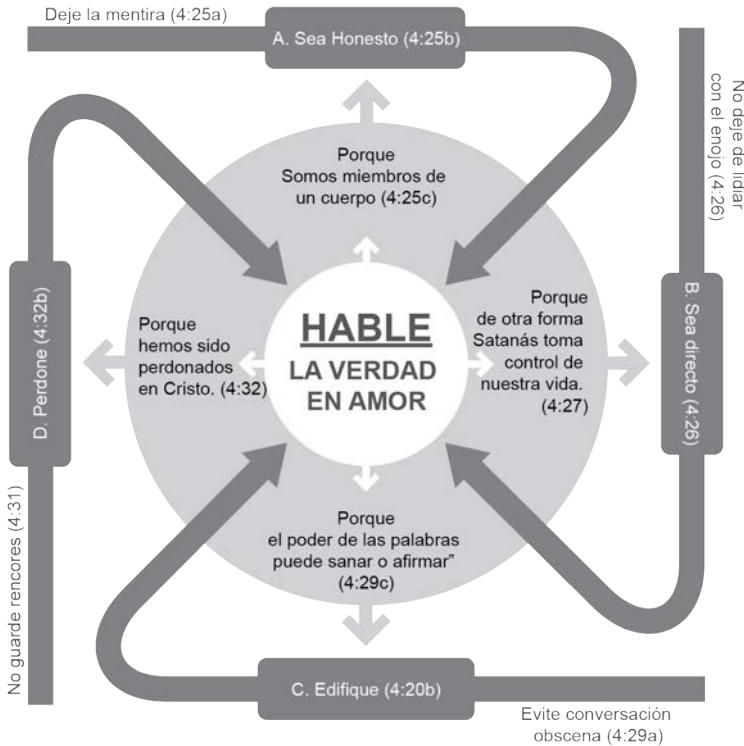 Deje la mentira (4:25a)
A. Sea Honesto (4:25b)
No deje de lidiar
con el enojo (4:26)
Porque
Somos miembros de
un cuerpo (4:25c)
B. Sea directo (4:26)
Porque
de otra forma
Satanás toma
control de
nuestra vida.
(4:27)
HABLE
LA VERDAD
EN AMOR
Porque
hemos sido
perdonados
en Cristo. (4:32)
D. Perdone (4:32b)
No guarde rencores (4:31)
Porque
el poder de las palabras
puede sanar o afirmar”
(4:29c)
C. Edifique (4:20b)
Evite conversación
obscena (4:29a)